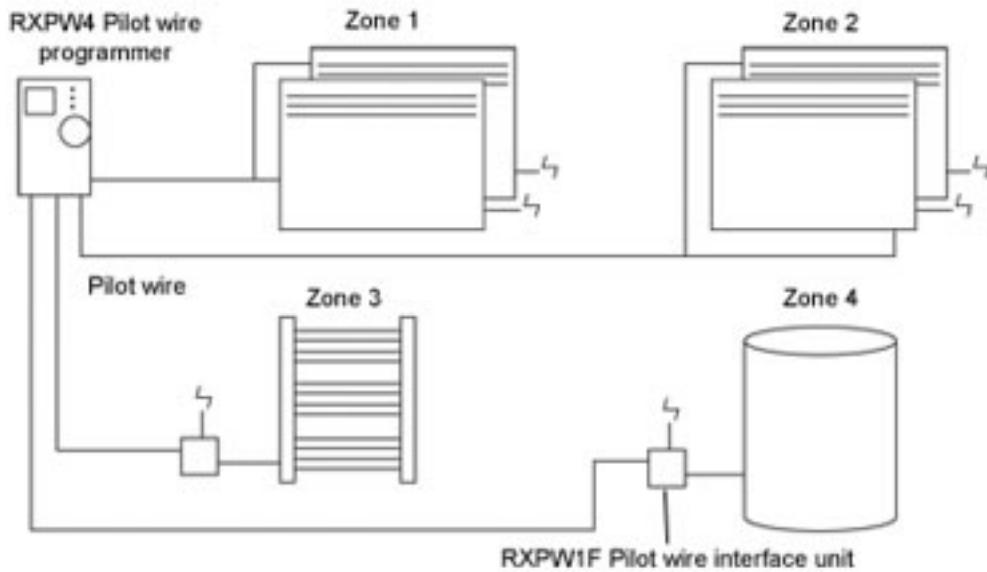 RXPW4 Pilot wire
programmer
Zone 1
Zone 2
Pilot wire
Zone 3
Zone 4
RXPW1F Pilot wire interface unit